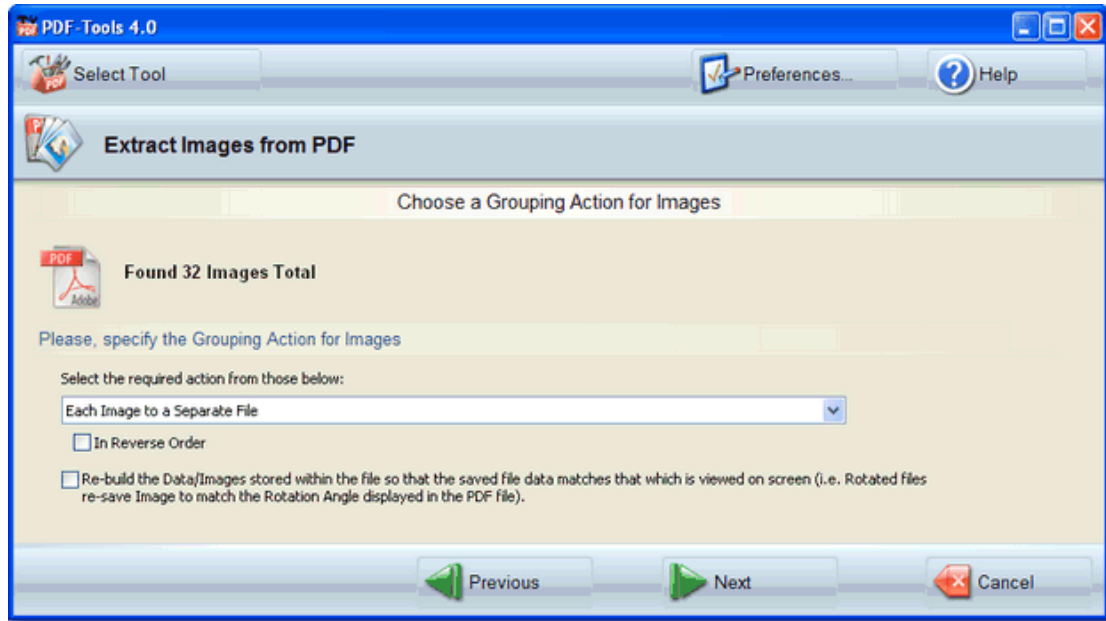 PDF-Tools 4.0
Select Tool
Preferences...
Help
Extract Images from PDF
Choose a Grouping Action for Images
PDF
Adobe
Found 32 Images Total
Please, specify the Grouping Action for Images
Select the required action from those below:
Each Image to a Separate File
In Reverse Order
Re-build the Data/Images stored within the file so that the saved file data matches that which is viewed on screen (i.e. Rotated files
re-save Image to match the Rotation Angle displayed in the PDF file).
Previous
Next
Cancel